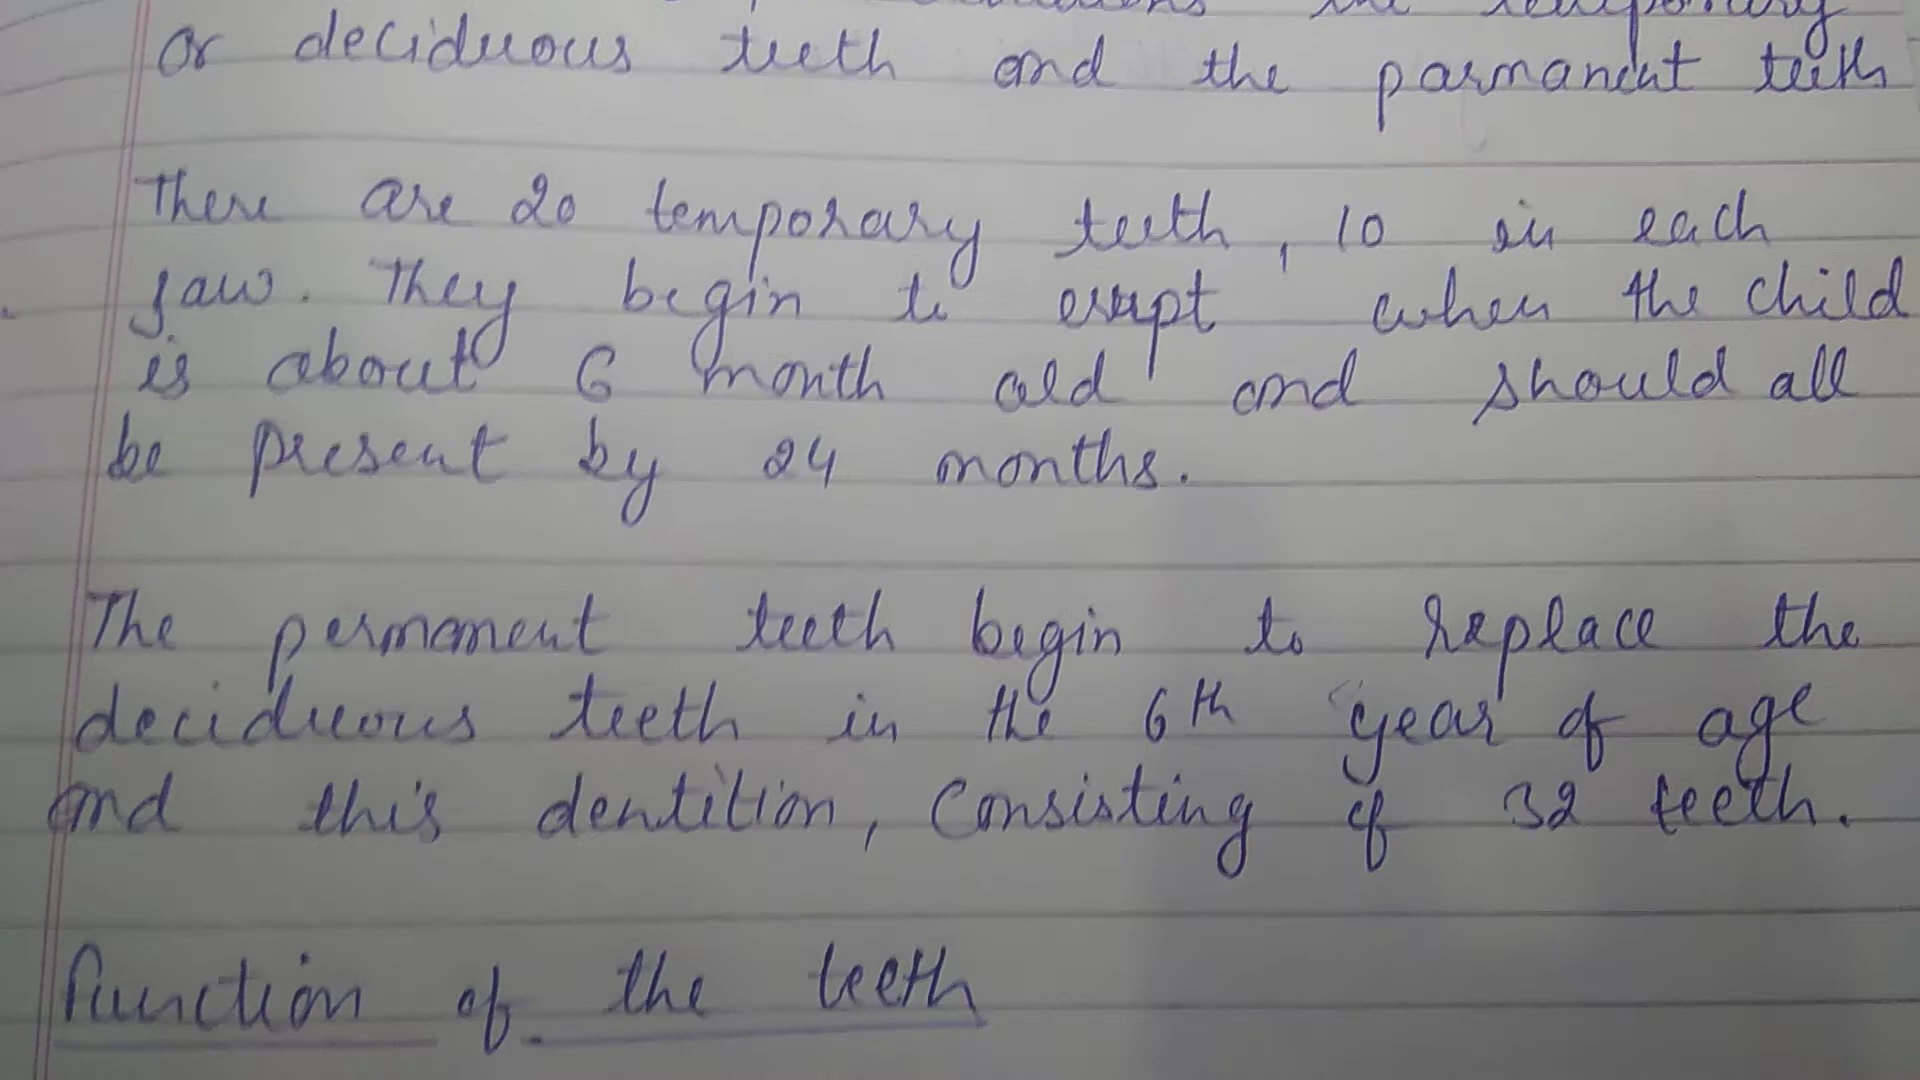 or deciduous teeth and the parmanent teeth
There are 20 temporary teeth, 10 in each
jaw. They begin to erupt when the child
is about 6 month old and should all
be present by 24 months.
The permanent teeth begin to replace the
deciduous teeth in the 6th year of age
and this dentition, Consisting of 32 teeth.
function of the teeth